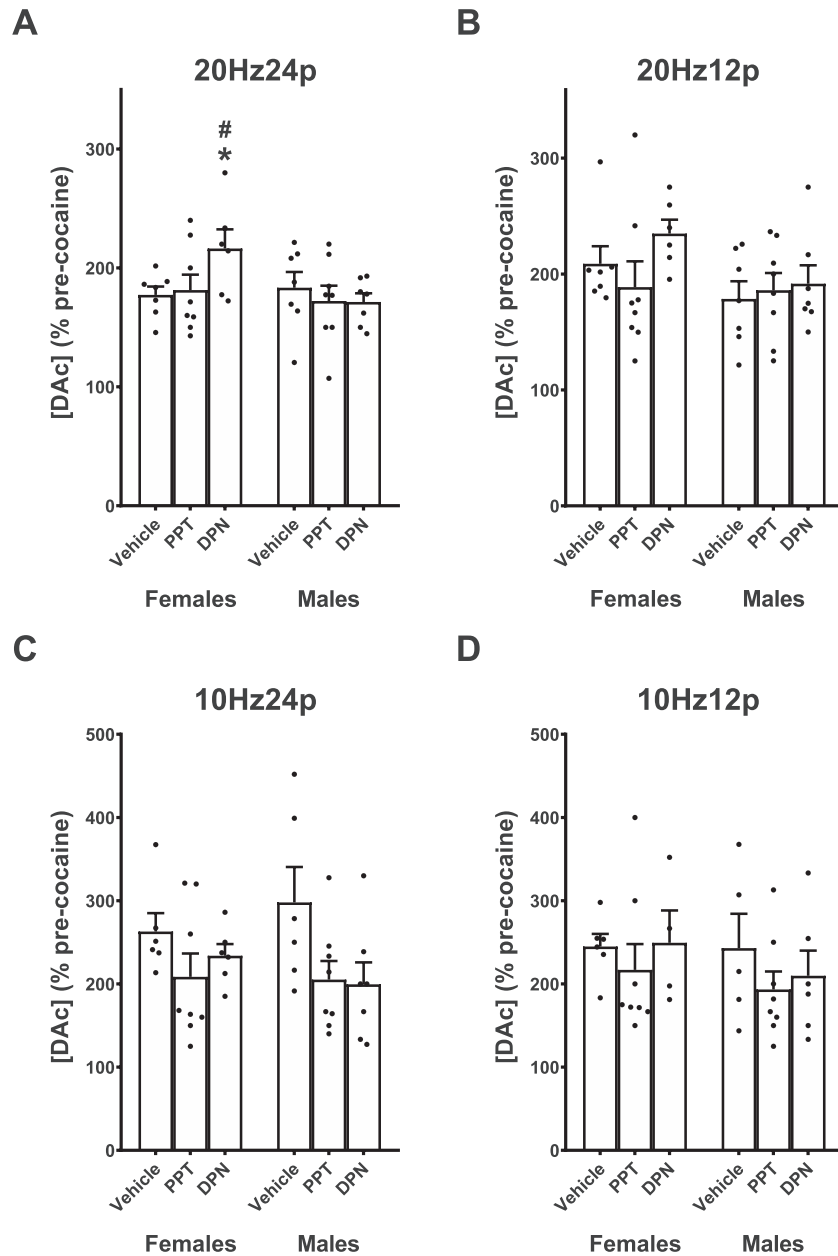 A
20Hz24p
#
*
[DAc] (% pre-cocaine)
300
200
100
0
Vehicle PPT DPN Vehicle PPT DPN
Females Males
B
20Hz12p
[DAc] (% pre-cocaine)
300
200
100
0
Vehicle PPT DPN Vehicle PPT DPN
Females Males
C
10Hz24p
[DAc] (% pre-cocaine)
500
400
300
200
100
0
Vehicle PPT DPN Vehicle PPT DPN
Females Males
D
10Hz12p
[DAc] (% pre-cocaine)
500
400
300
200
100
0
Vehicle PPT DPN Vehicle PPT DPN
Females Males